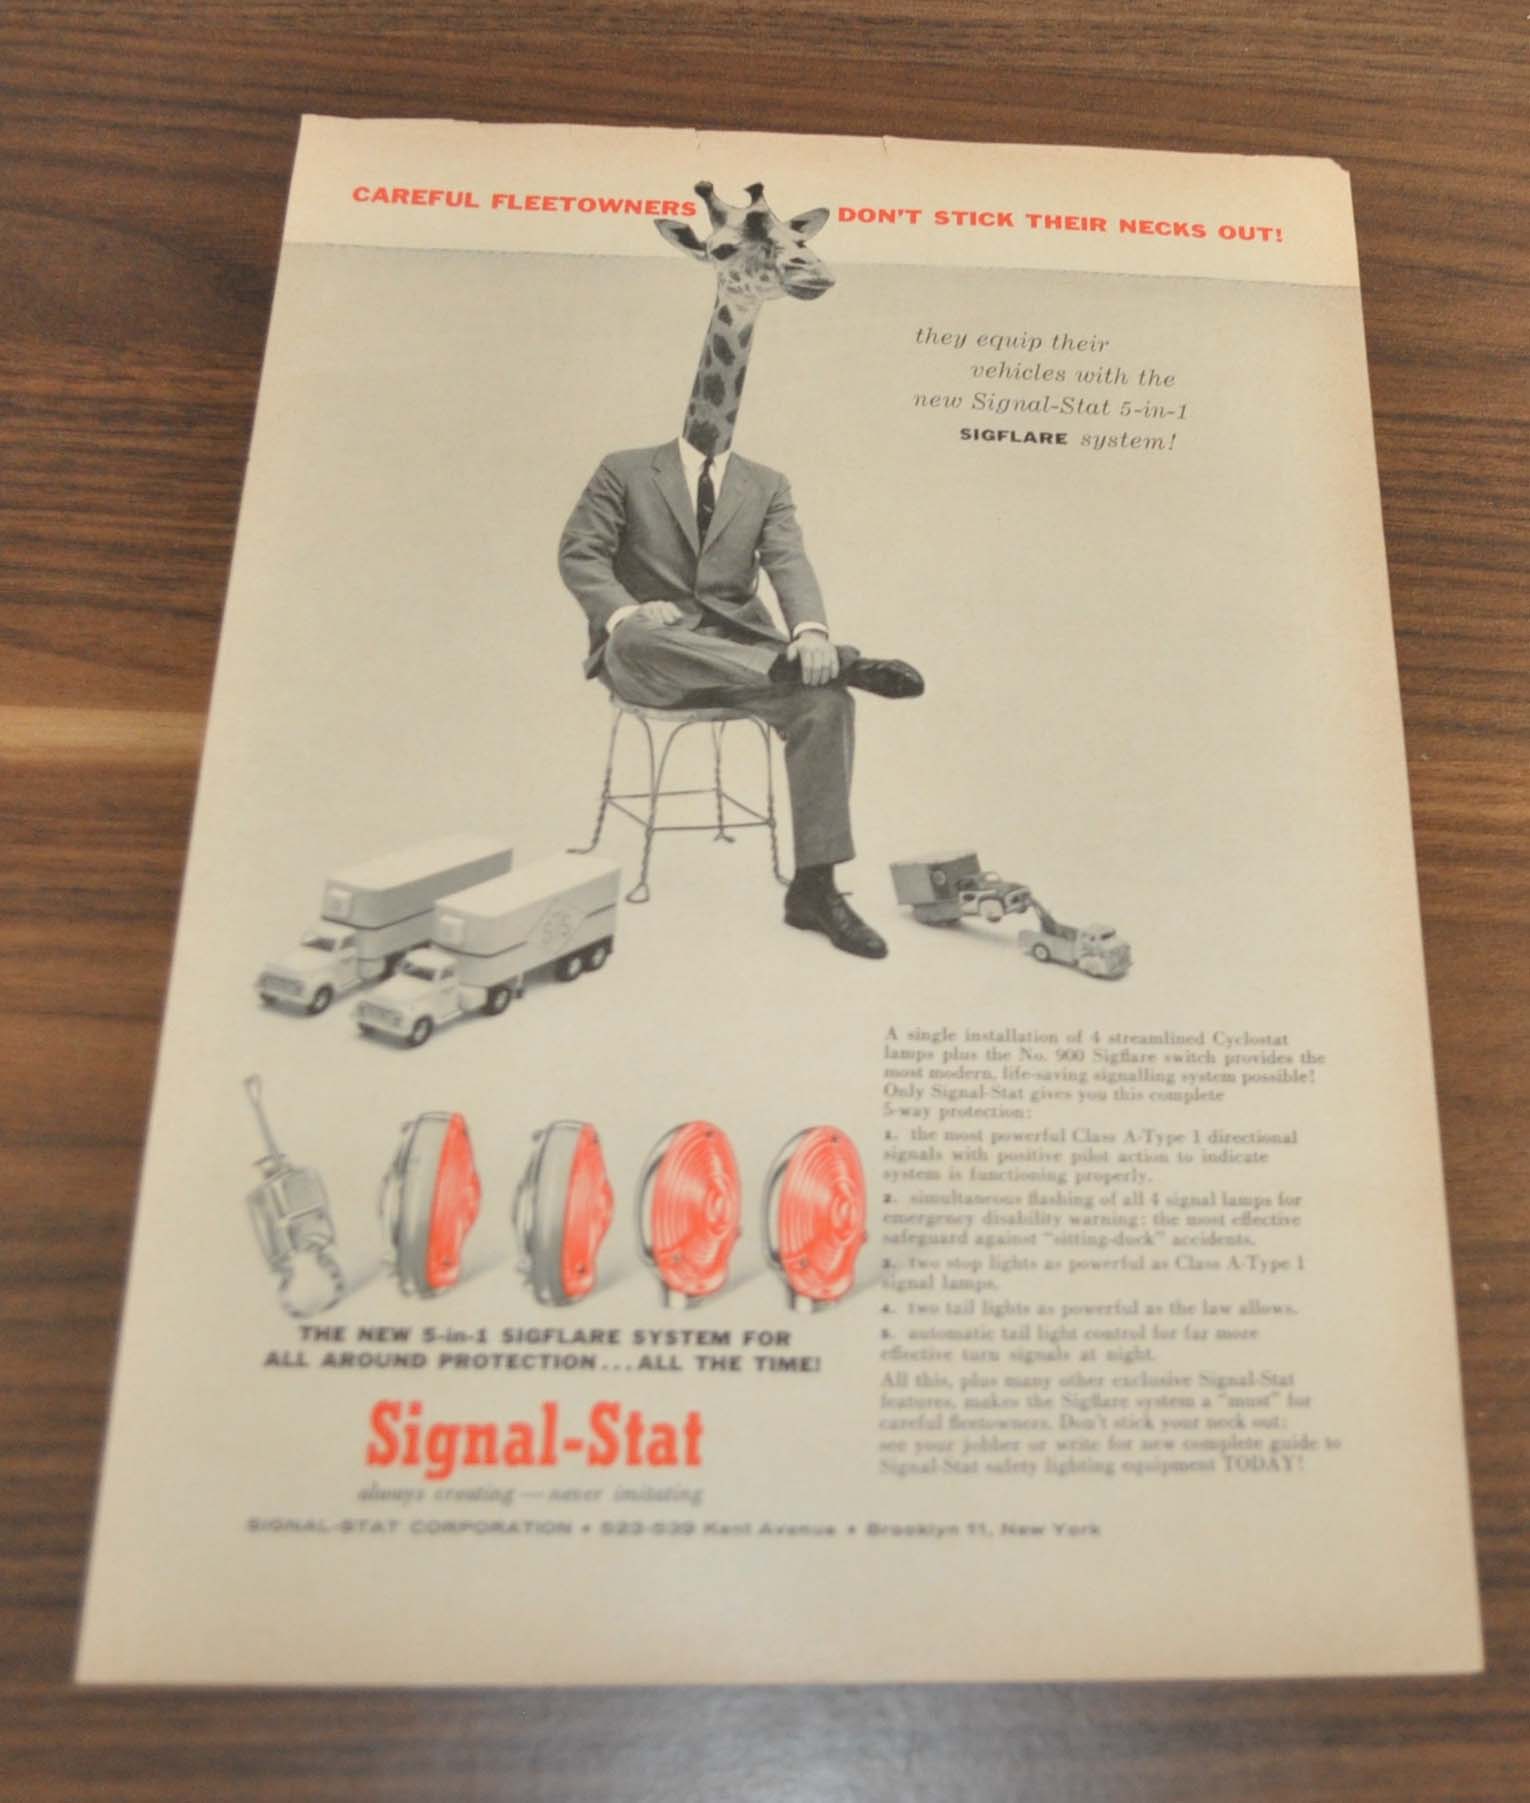 CAREFUL FLEETOWNERS DON'T STICK THEIR NECKS OUT!
they equip their
vehicles with the
new Signal-Stat 5-in-1
SIGFLARE system!
SS
A single installation of 4 streamlined Cyclostat
lamps plus the No. 900 Sigflare switch provides the
most modern, life-saving signalling system possible!
Only Signal-Stat gives you this complete
5-way protection:
1. the most powerful Class A-Type 1 directional
signals with positive pilot action to indicate
system is functioning properly.
2. simultaneous flashing of all 4 signal lamps for
emergency disability warning: the most effective
safeguard against "sitting-duck" accidents.
3. two stop lights as powerful as Class A-Type 1
signal lamps.
4. two tail lights as powerful as the law allows.
5. automatic tail light control for far more
effective turn signals at night.
All this, plus many other exclusive Signal-Stat
features, makes the Sigflare system a "must" for
careful fleetowners. Don't stick your neck out:
see your jobber or write for new complete guide to
Signal-Stat safety lighting equipment TODAY!
THE NEW 5-in-1 SIGFLARE SYSTEM FOR
ALL AROUND PROTECTION...ALL THE TIME!
Signal-Stat
always creating — never imitating
SIGNAL-STAT CORPORATION • 523-539 Kent Avenue • Brooklyn 11, New York